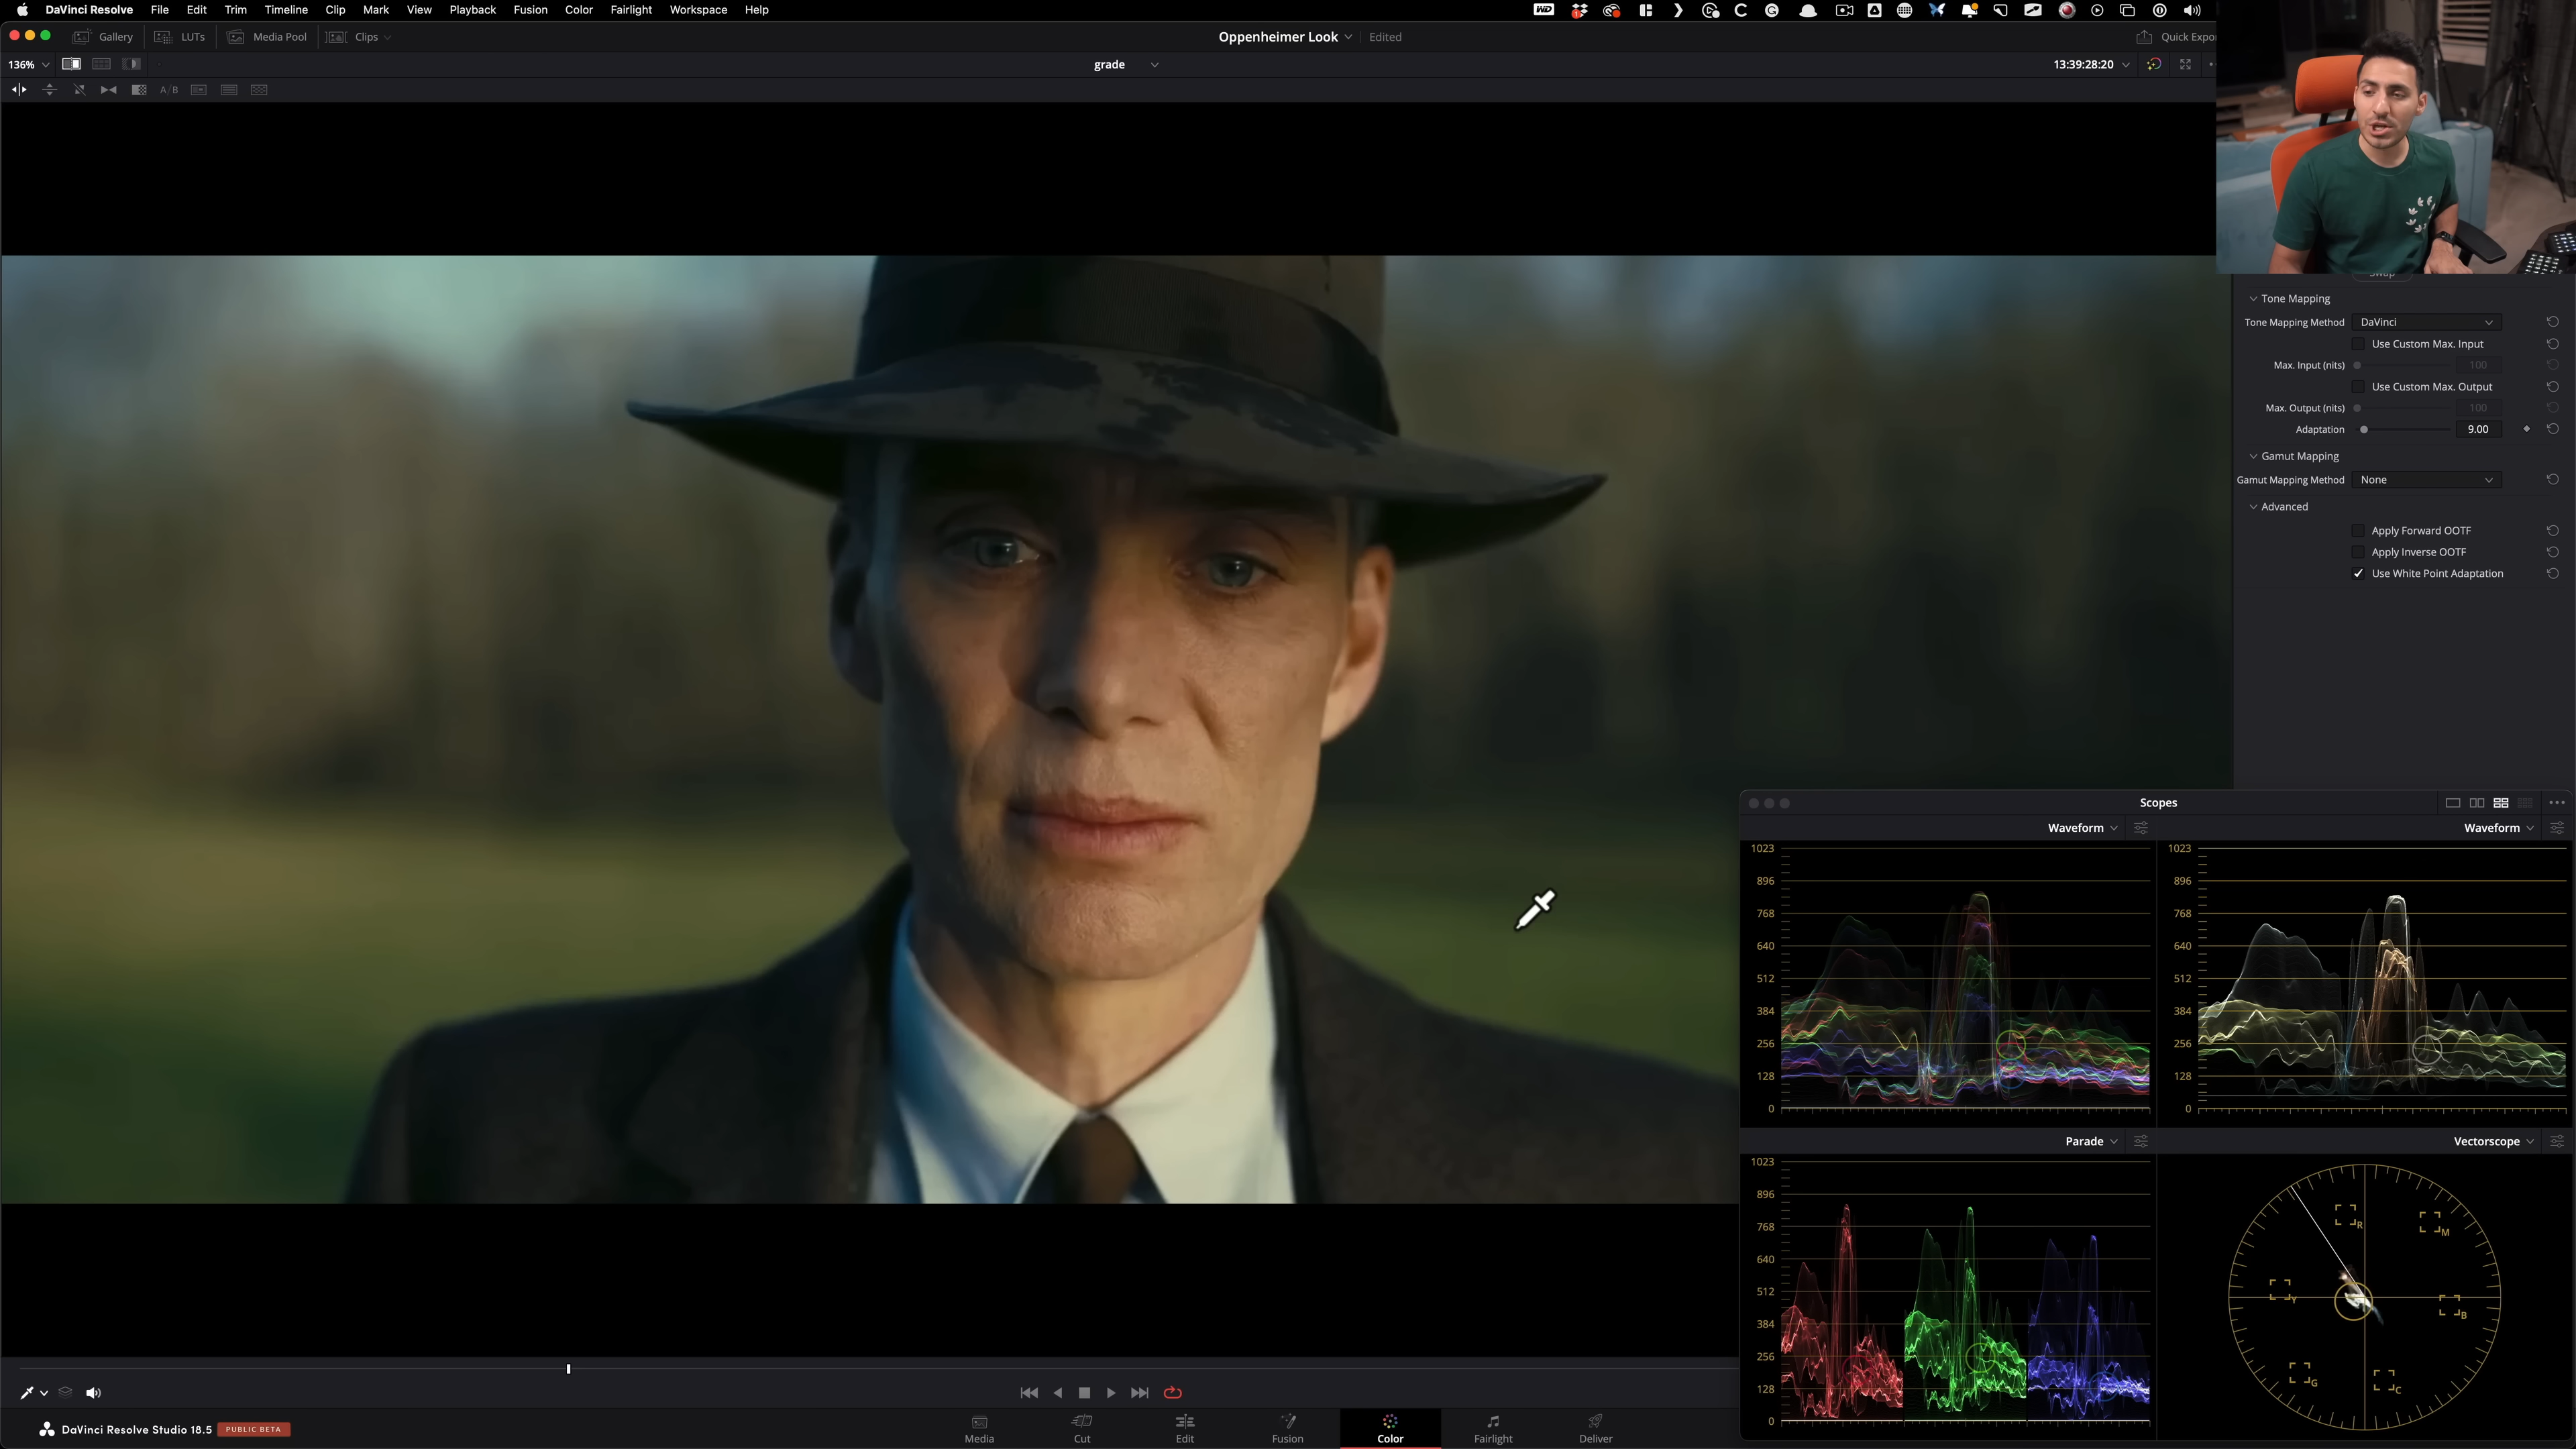 DaVinci Resolve File Edit Trim Timeline Clip Mark View Playback Fusion Color Fairlight Workspace Help
Gallery LUTs Media Pool Clips Oppenheimer Look Edited
136% grade 13:39:28:20
A/B
Tone Mapping
Tone Mapping Method DaVinci
Use Custom Max. Input
Max. Input (nits) 100
Use Custom Max. Output
Max. Output (nits) 100
Adaptation 9.00
Gamut Mapping
Gamut Mapping Method None
Advanced
Apply Forward OOTF
Apply Inverse OOTF
Use White Point Adaptation
Scopes
Waveform Waveform
1023 1023
896 896
768 768
640 640
512 512
384 384
256 256
128 128
0 0
Parade Vectorscope
1023
896
768
640
512
384
256
128
0
R
M
Y
B
G
C
DaVinci Resolve Studio 18.5 PUBLIC BETA
Media Cut Edit Fusion Color Fairlight Deliver